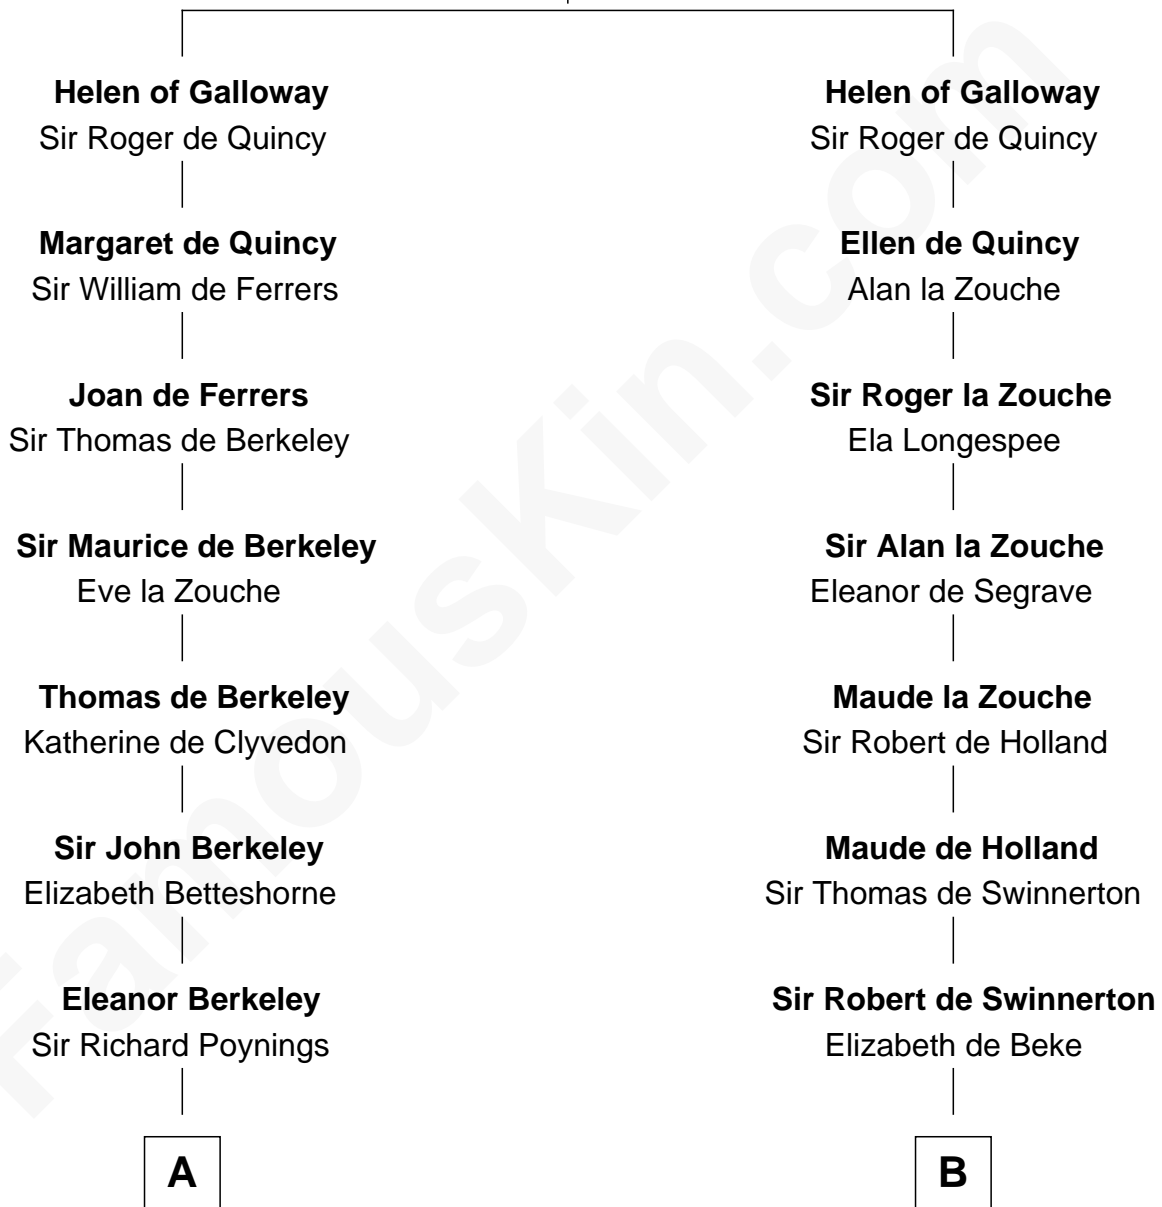 Helen of Galloway
Sir Roger de Quincy
Margaret de Quincy
Sir William de Ferrers
Joan de Ferrers
Sir Thomas de Berkeley
Sir Maurice de Berkeley
Eve la Zouche
Thomas de Berkeley
Katherine de Clyvedon
Sir John Berkeley
Elizabeth Betteshorne
Eleanor Berkeley
Sir Richard Poynings
A
Helen of Galloway
Sir Roger de Quincy
Ellen de Quincy
Alan la Zouche
Sir Roger la Zouche
Ela Longespee
Sir Alan la Zouche
Eleanor de Segrave
Maude la Zouche
Sir Robert de Holland
Maude de Holland
Sir Thomas de Swinnerton
Sir Robert de Swinnerton
Elizabeth de Beke
B
FamousKin.com